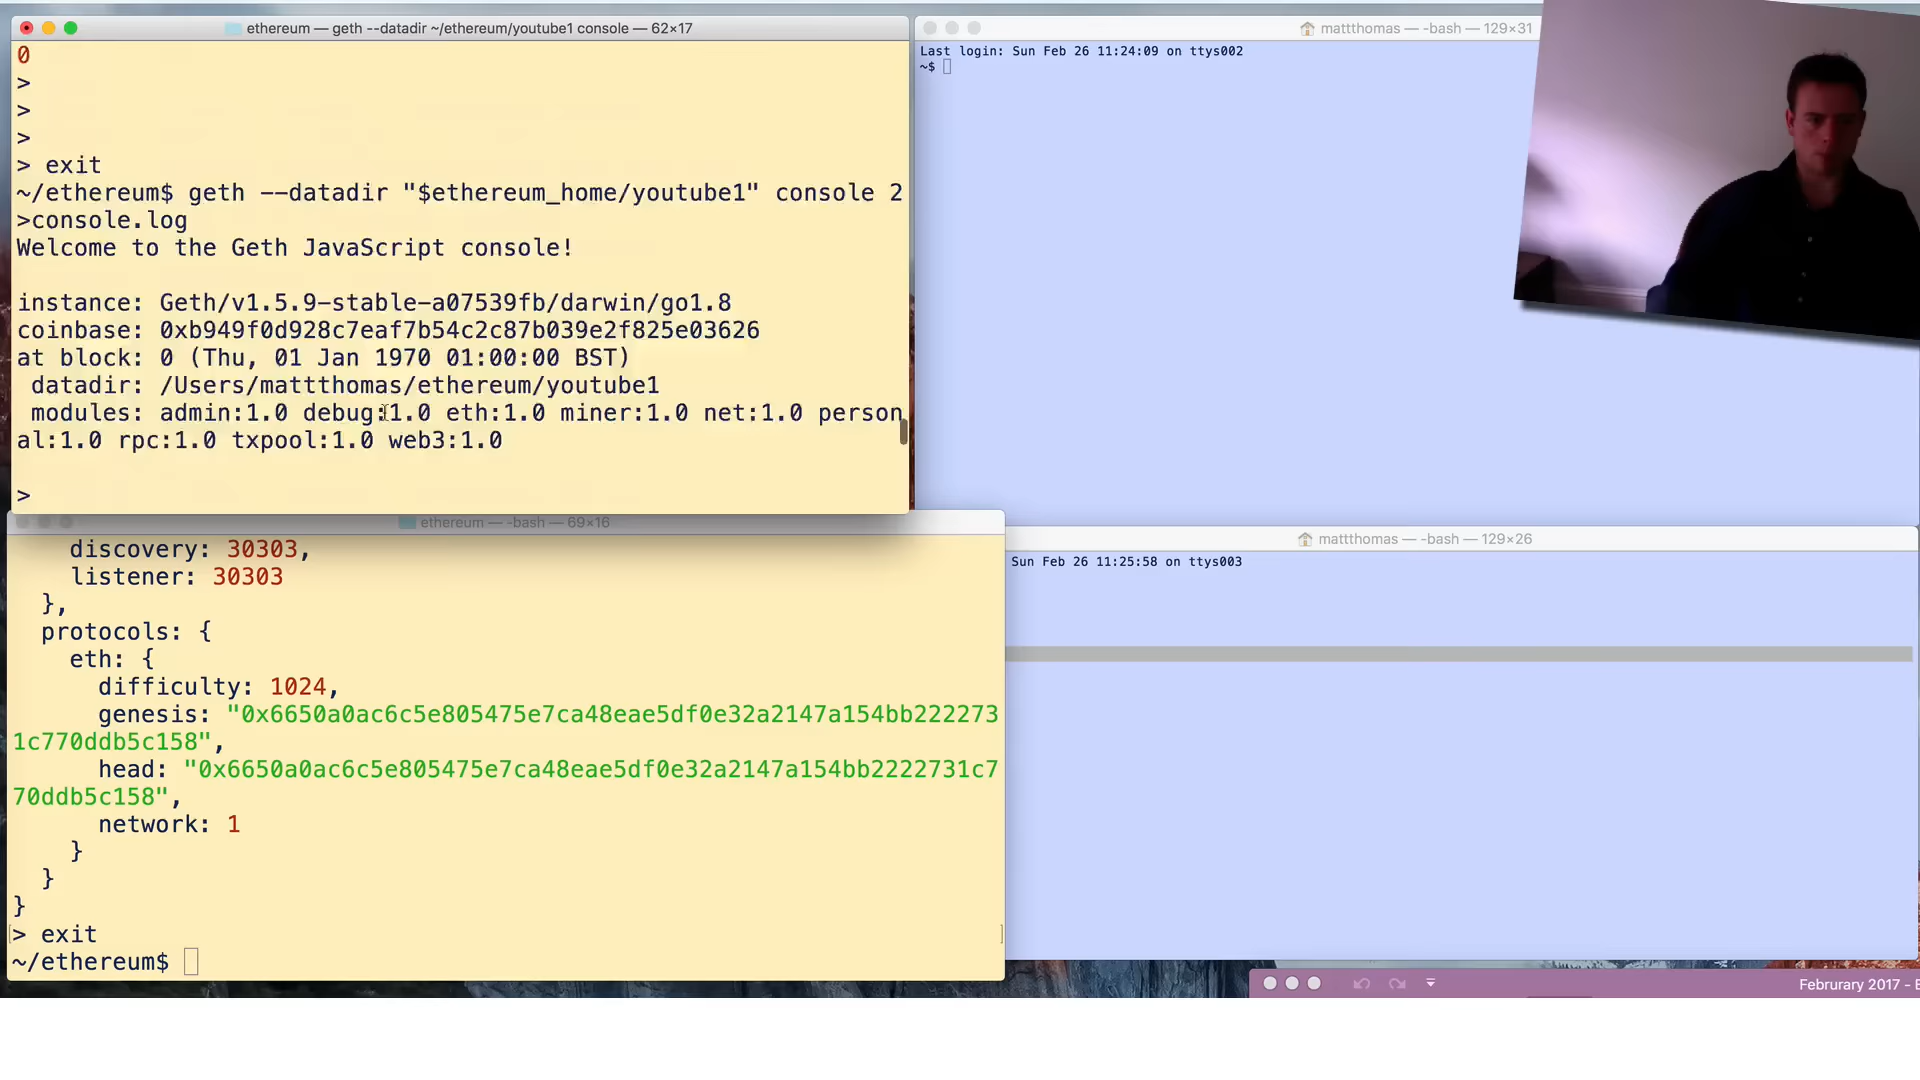 ethereum — geth --datadir ~/ethereum/youtube1 console — 62×17
0
>
>
>
> exit
~/ethereum$ geth --datadir "$ethereum_home/youtube1" console 2
>console.log
Welcome to the Geth JavaScript console!
instance: Geth/v1.5.9-stable-a07539fb/darwin/go1.8
coinbase: 0xb949f0d928c7eaf7b54c2c87b039e2f825e03626
at block: 0 (Thu, 01 Jan 1970 01:00:00 BST)
datadir: /Users/mattthomas/ethereum/youtube1
modules: admin:1.0 debug:1.0 eth:1.0 miner:1.0 net:1.0 person
al:1.0 rpc:1.0 txpool:1.0 web3:1.0
>
mattthomas — -bash — 129×31
Last login: Sun Feb 26 11:24:09 on ttys002
~$
ethereum — -bash — 69×16
discovery: 30303,
listener: 30303
},
protocols: {
eth: {
difficulty: 1024,
genesis: "0x6650a0ac6c5e805475e7ca48eae5df0e32a2147a154bb222273
1c770ddb5c158",
head: "0x6650a0ac6c5e805475e7ca48eae5df0e32a2147a154bb2222731c7
70ddb5c158",
network: 1
}
}
}
> exit
~/ethereum$
mattthomas — -bash — 129×26
Sun Feb 26 11:25:58 on ttys003
Februrary 2017 -